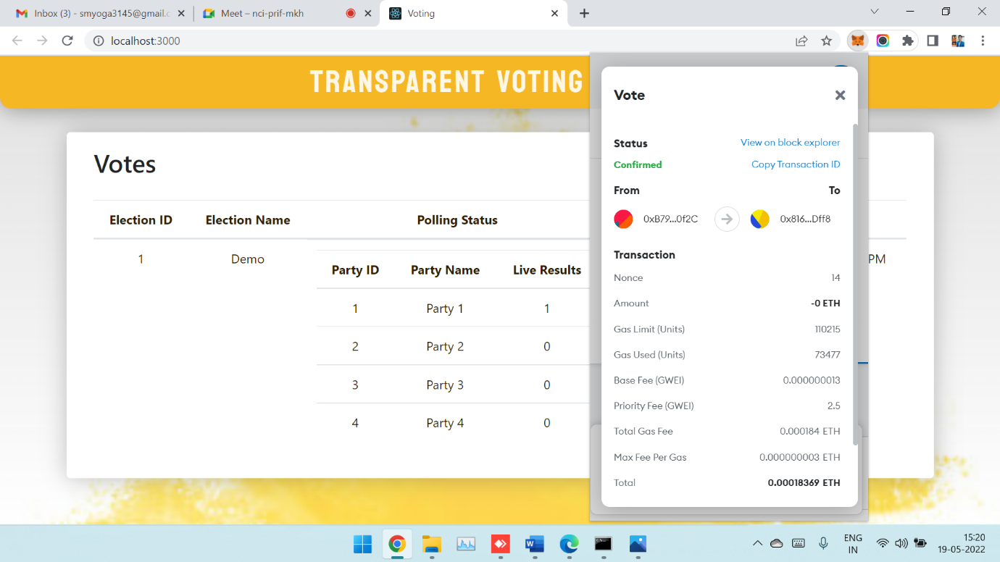 Inbox (3) - smyoga3145@gmail.c
Meet – nci-prif-mkh
Voting
localhost:3000
TRANSPARENT VOTING
Votes
Election ID Election Name Polling Status
1 Demo PM
Party ID Party Name Live Results
1 Party 1 1
2 Party 2 0
3 Party 3 0
4 Party 4 0
Vote
Status View on block explorer
Confirmed Copy Transaction ID
From To
0xB79...0f2C 0x816...Dff8
Transaction
Nonce 14
Amount -0 ETH
Gas Limit (Units) 110215
Gas Used (Units) 73477
Base Fee (GWEI) 0.000000013
Priority Fee (GWEI) 2.5
Total Gas Fee 0.000184 ETH
Max Fee Per Gas 0.000000003 ETH
Total 0.00018369 ETH
ENG
IN
15:20
19-05-2022